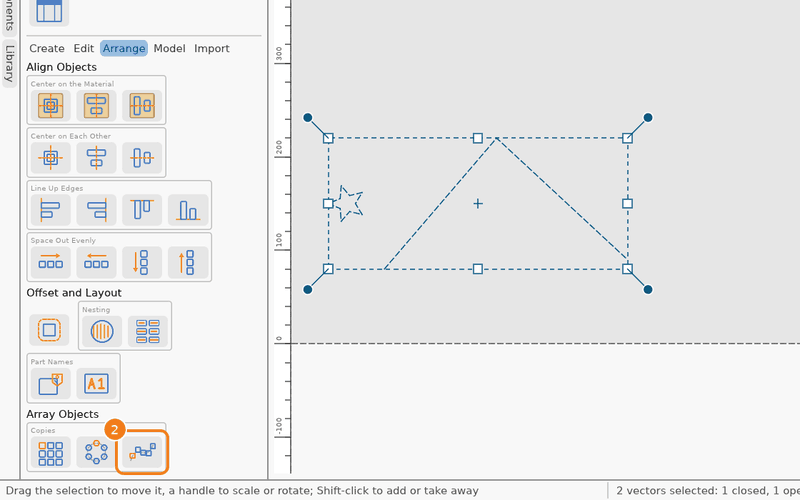 nents
Library
Create Edit Arrange Model Import
Align Objects
Center on the Material
Center on Each Other
Line Up Edges
Space Out Evenly
Offset and Layout
Nesting
Part Names
A1
Array Objects
2
Copies
300
200
100
0
-100
Drag the selection to move it, a handle to scale or rotate; Shift-click to add or take away
2 vectors selected: 1 closed, 1 ope